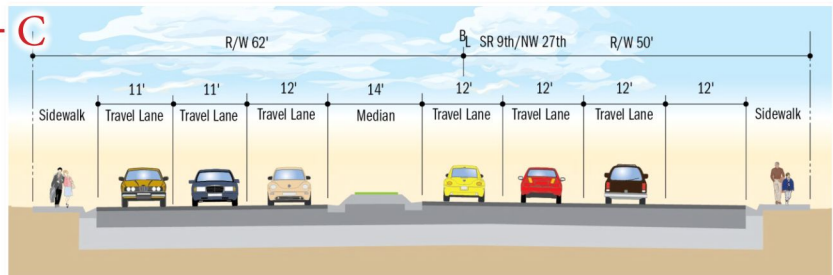 C
R/W 62' BL SR 9th/NW 27th R/W 50'
11' 11' 12' 14' 12' 12' 12' 12'
Sidewalk Travel Lane Travel Lane Travel Lane Median Travel Lane Travel Lane Travel Lane Sidewalk